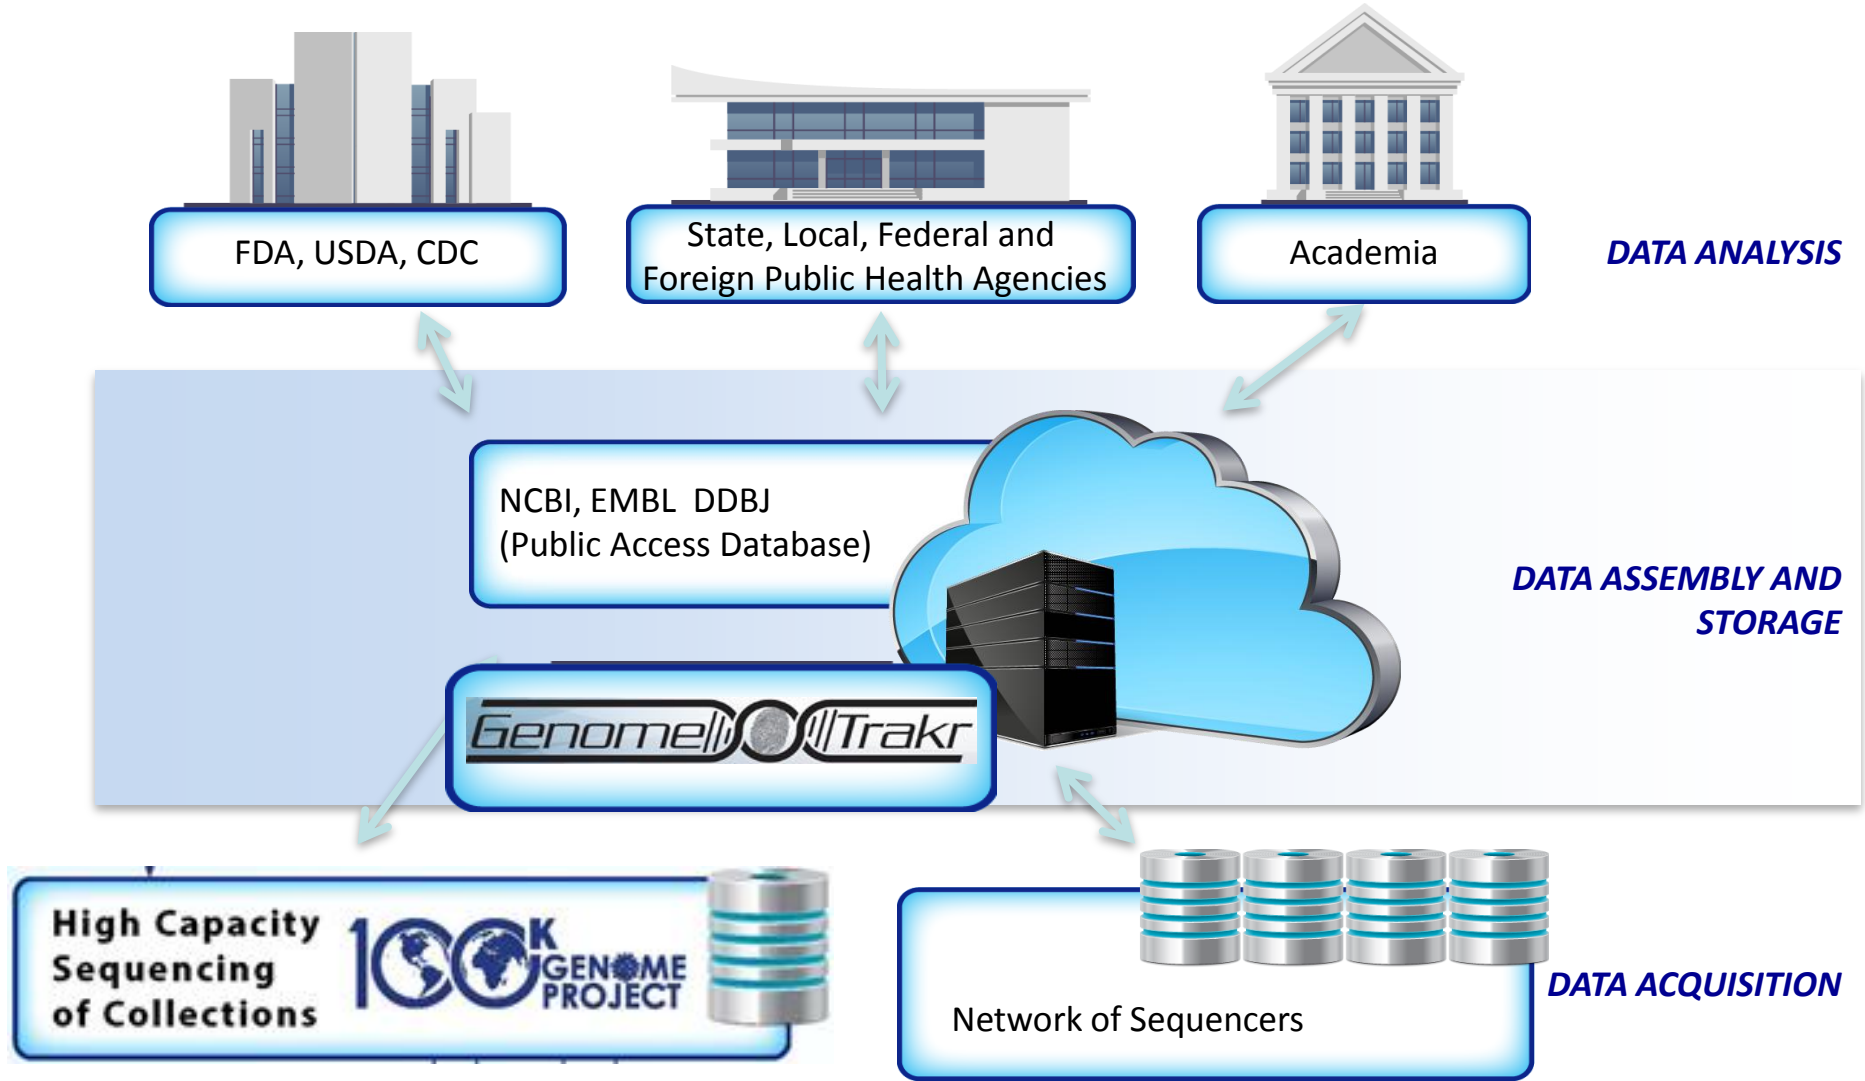 FDA, USDA, CDC
State, Local, Federal and
Foreign Public Health Agencies
Academia
DATA ANALYSIS
NCBI, EMBL  DDBJ
(Public Access Database)
DATA ASSEMBLY AND
STORAGE
GenomeTrakr
High Capacity
Sequencing
of Collections
100K
GENOME
PROJECT
Network of Sequencers
DATA ACQUISITION